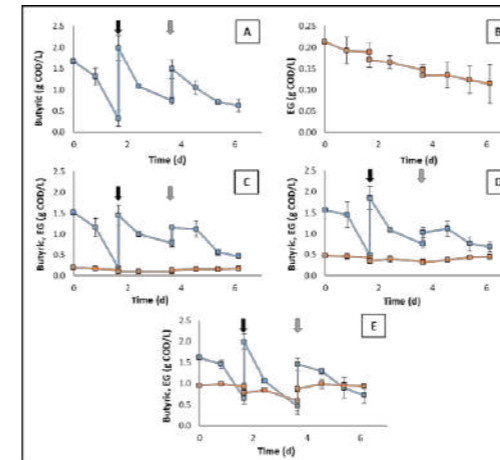 A
Butyric (g COD/L)
2.5
2.0
1.5
1.0
0.5
0.0
0 2 4 6
Time (d)
B
EG (g COD/L)
0.25
0.20
0.15
0.10
0.05
0.00
0 2 4 6
Time (d)
C
Butyric, EG (g COD/L)
2.5
2.0
1.5
1.0
0.5
0.0
0 2 4 6
Time (d)
D
Butyric, EG (g COD/L)
2.5
2.0
1.5
1.0
0.5
0.0
0 2 4 6
Time (d)
E
Butyric, EG (g COD/L)
2.5
2.0
1.5
1.0
0.5
0.0
0 2 4 6
Time (d)